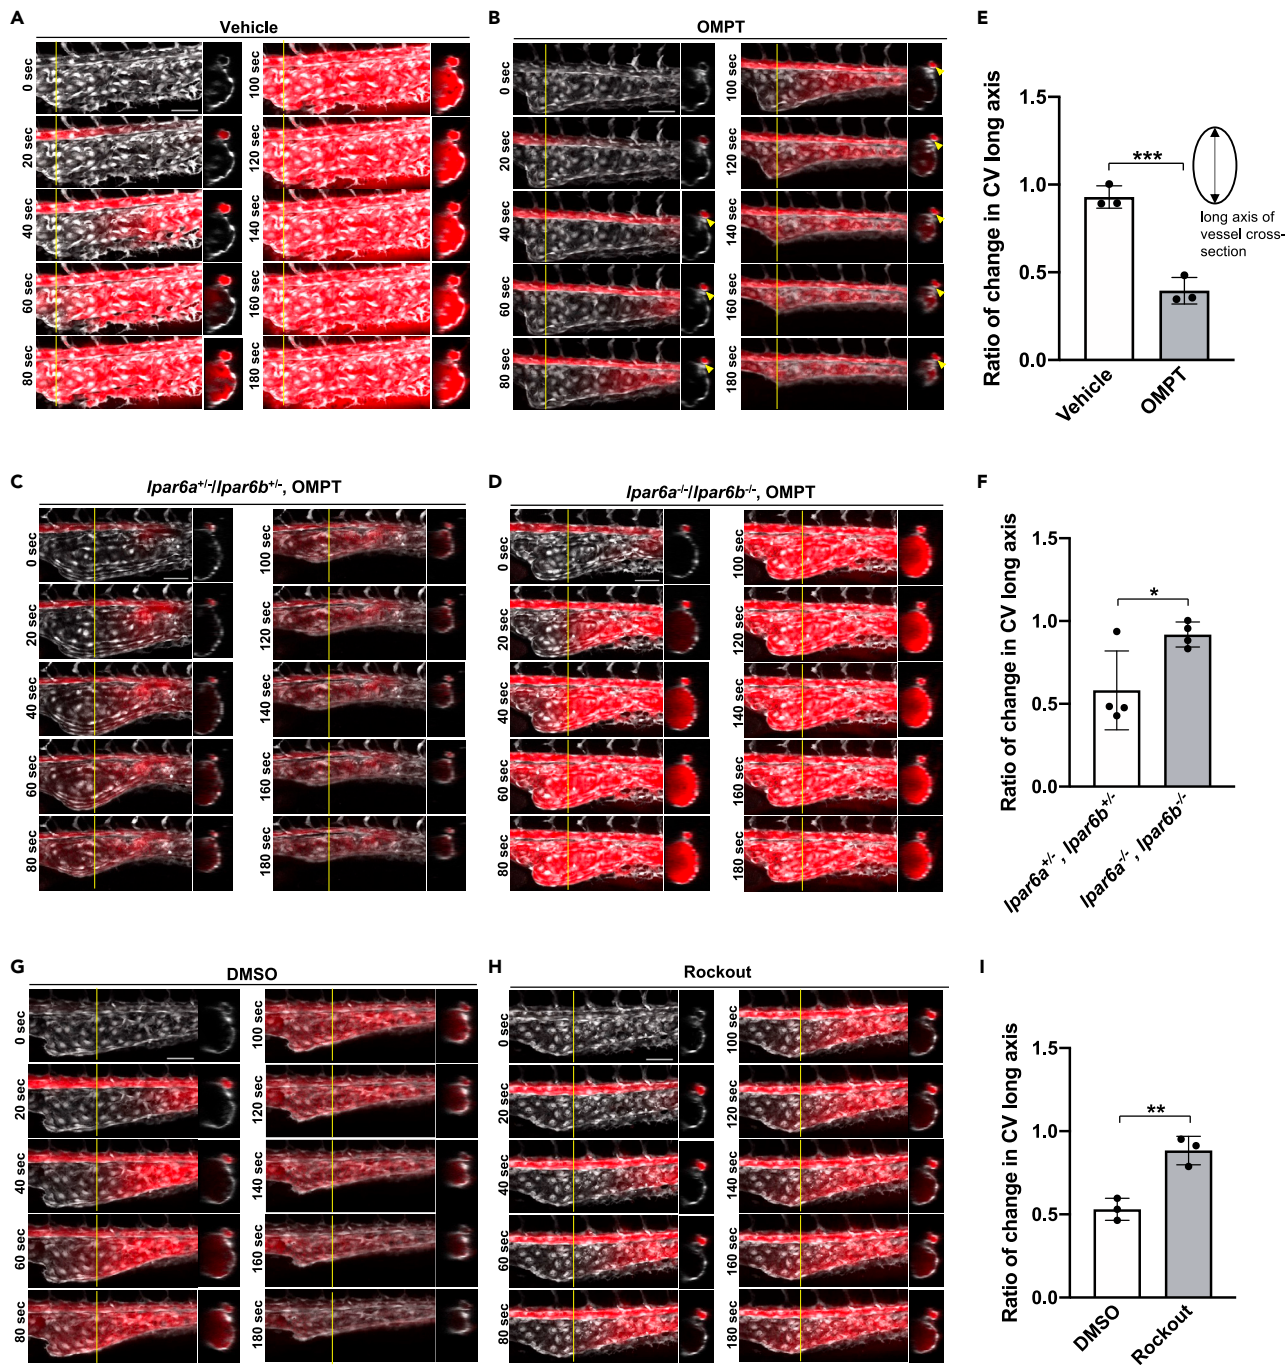 A
Vehicle
0 sec
20 sec
40 sec
60 sec
80 sec
100 sec
120 sec
140 sec
160 sec
180 sec
B
OMPT
0 sec
20 sec
40 sec
60 sec
80 sec
100 sec
120 sec
140 sec
160 sec
180 sec
E
Ratio of change in CV long axis
1.5
1.0
0.5
0.0
***
long axis of
vessel cross-
section
Vehicle
OMPT
C
lpar6a+/-/lpar6b+/-, OMPT
0 sec
20 sec
40 sec
60 sec
80 sec
100 sec
120 sec
140 sec
160 sec
180 sec
D
lpar6a-/-/lpar6b-/-, OMPT
0 sec
20 sec
40 sec
60 sec
80 sec
100 sec
120 sec
140 sec
160 sec
180 sec
F
Ratio of change in CV long axis
1.5
1.0
0.5
0.0
*
lpar6a+/-, lpar6b+/-
lpar6a-/-, lpar6b-/-
G
DMSO
0 sec
20 sec
40 sec
60 sec
80 sec
100 sec
120 sec
140 sec
160 sec
180 sec
H
Rockout
0 sec
20 sec
40 sec
60 sec
80 sec
100 sec
120 sec
140 sec
160 sec
180 sec
I
Ratio of change in CV long axis
1.5
1.0
0.5
0.0
**
DMSO
Rockout